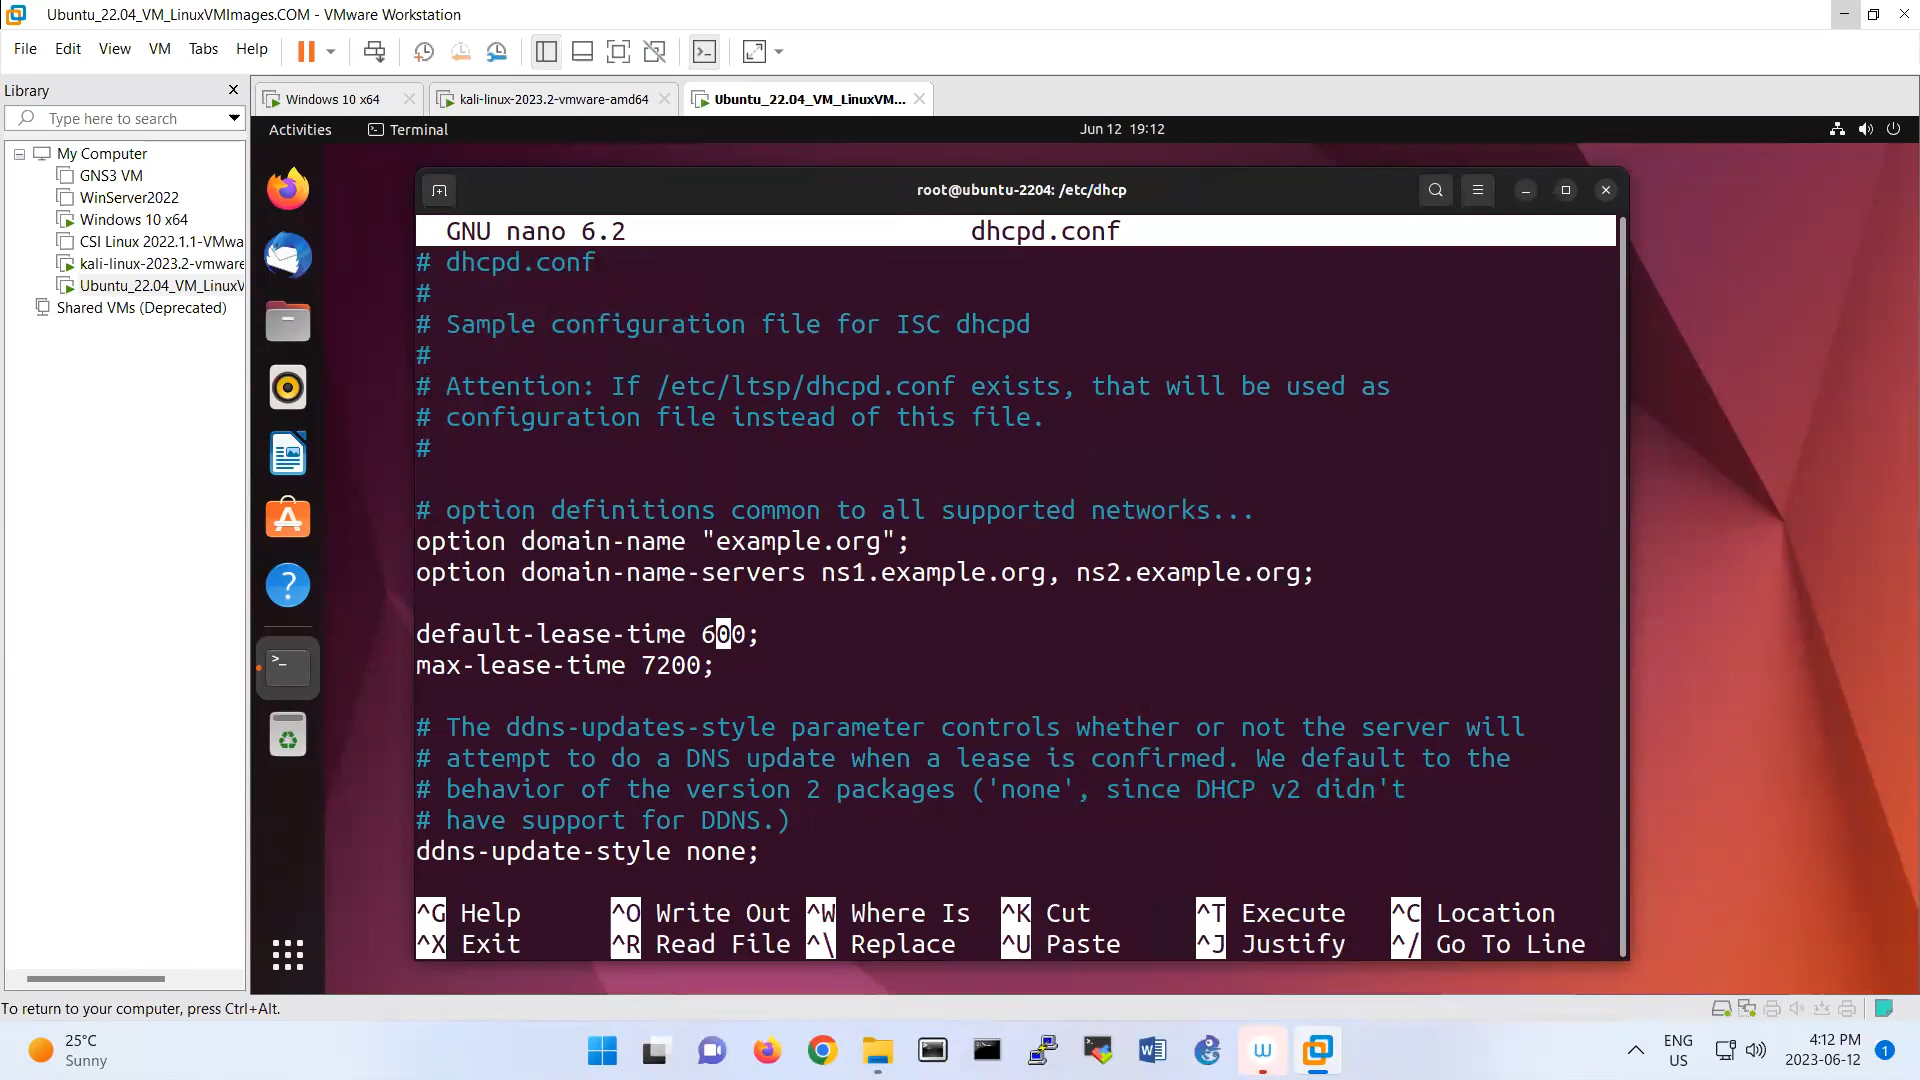 Ubuntu_22.04_VM_LinuxVMImages.COM - VMware Workstation
File Edit View VM Tabs Help
Library
Type here to search
My Computer
GNS3 VM
WinServer2022
Windows 10 x64
CSI Linux 2022.1.1-VMwa
kali-linux-2023.2-vmware
Ubuntu_22.04_VM_LinuxV
Shared VMs (Deprecated)
Windows 10 x64
kali-linux-2023.2-vmware-amd64
Ubuntu_22.04_VM_LinuxVM...
Activities
Terminal
Jun 12 19:12
root@ubuntu-2204: /etc/dhcp
GNU nano 6.2 dhcpd.conf
# dhcpd.conf
#
# Sample configuration file for ISC dhcpd
#
# Attention: If /etc/ltsp/dhcpd.conf exists, that will be used as
# configuration file instead of this file.
#
# option definitions common to all supported networks...
option domain-name "example.org";
option domain-name-servers ns1.example.org, ns2.example.org;
default-lease-time 600;
max-lease-time 7200;
# The ddns-updates-style parameter controls whether or not the server will
# attempt to do a DNS update when a lease is confirmed. We default to the
# behavior of the version 2 packages ('none', since DHCP v2 didn't
# have support for DDNS.)
ddns-update-style none;
^G Help ^O Write Out ^W Where Is ^K Cut ^T Execute ^C Location
^X Exit ^R Read File ^\ Replace ^U Paste ^J Justify ^/ Go To Line
To return to your computer, press Ctrl+Alt.
25°C
Sunny
ENG
US
4:12 PM
2023-06-12
1